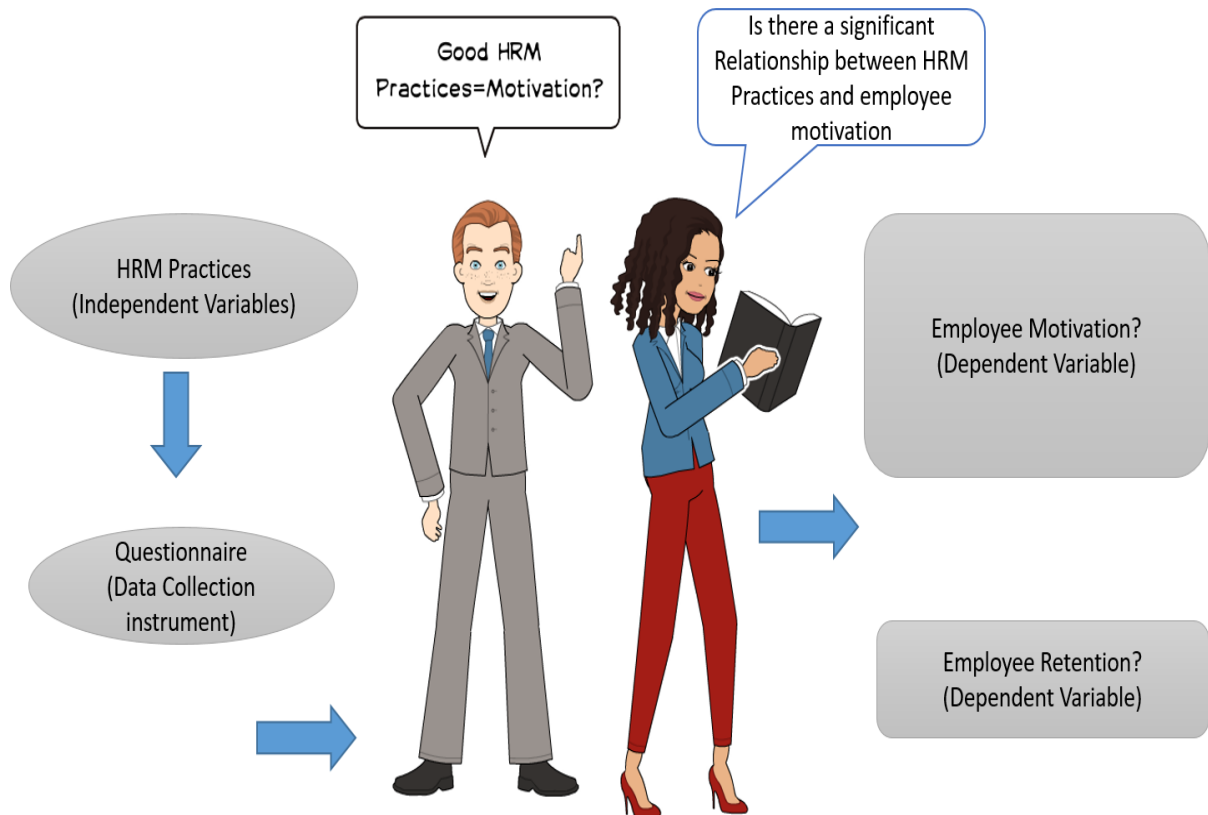 Good HRM
Practices=Motivation?
Is there a significant
Relationship between HRM
Practices and employee
motivation
HRM Practices
(Independent Variables)
Questionnaire
(Data Collection
instrument)
Employee Motivation?
(Dependent Variable)
Employee Retention?
(Dependent Variable)